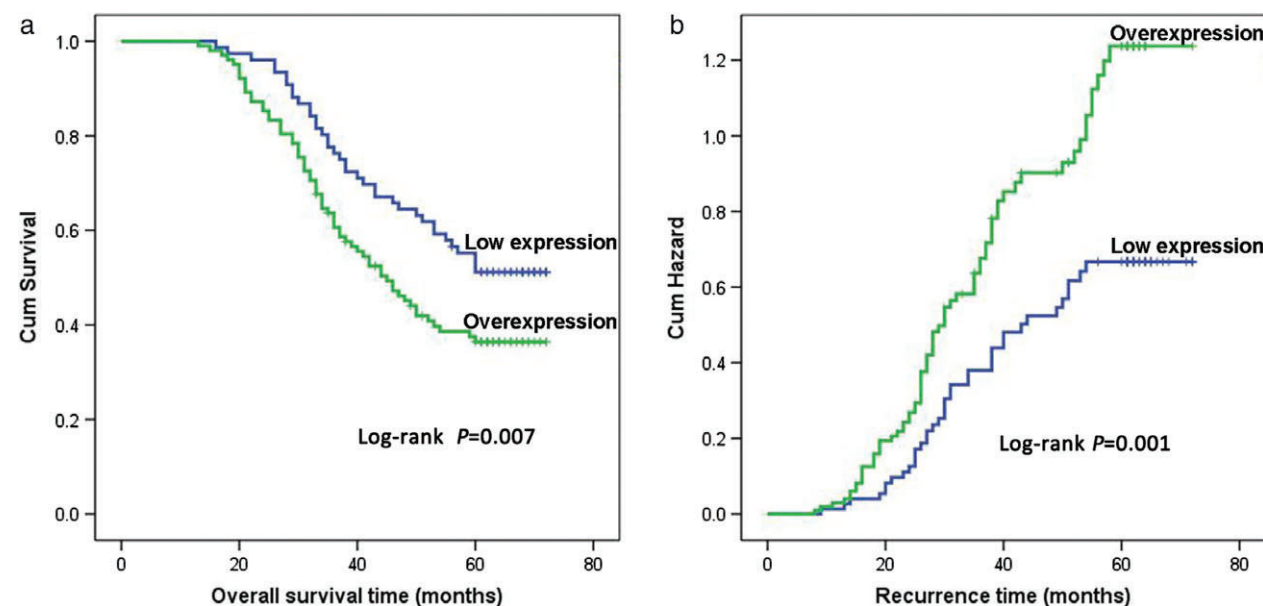 a
Cum Survival
1.0
0.8
0.6
0.4
0.2
0.0
Low expression
Overexpression
Log-rank P=0.007
0 20 40 60 80
Overall survival time (months)
b
Cum Hazard
1.2
1.0
0.8
0.6
0.4
0.2
0.0
Overexpression
Low expression
Log-rank P=0.001
0 20 40 60 80
Recurrence time (months)